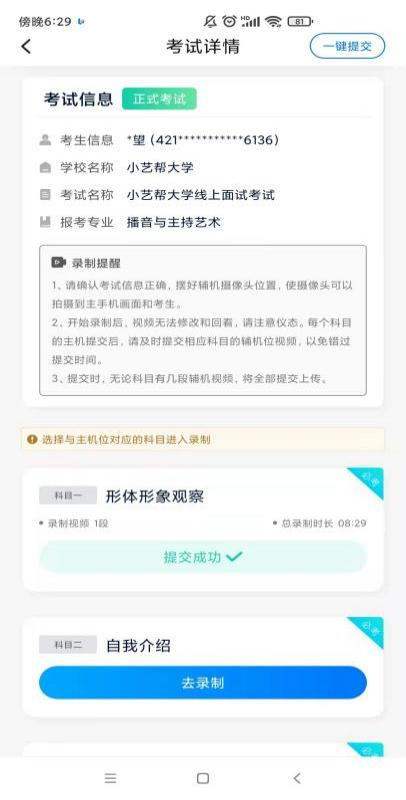 傍晚6:29
HD
81
考试详情
一键提交
考试信息
正式考试
考生信息 *望 (421***********6136)
学校名称 小艺帮大学
考试名称 小艺帮大学线上面试考试
报考专业 播音与主持艺术
录制提醒
1、请确认考试信息正确，摆好辅机摄像头位置，使摄像头可以
拍摄到主手机画面和考生。
2、开始录制后，视频无法修改和回看，请注意仪态。每个科目
的主机提交后，请及时提交相应科目的辅机位视频，以免错过
提交时间。
3、提交时，无论科目有几段辅机视频，将全部提交上传。
选择与主机位对应的科目进入录制
必考
科目一 形体形象观察
• 录制视频 1段 • 总录制时长 08:29
提交成功
必考
科目二 自我介绍
去录制
必考